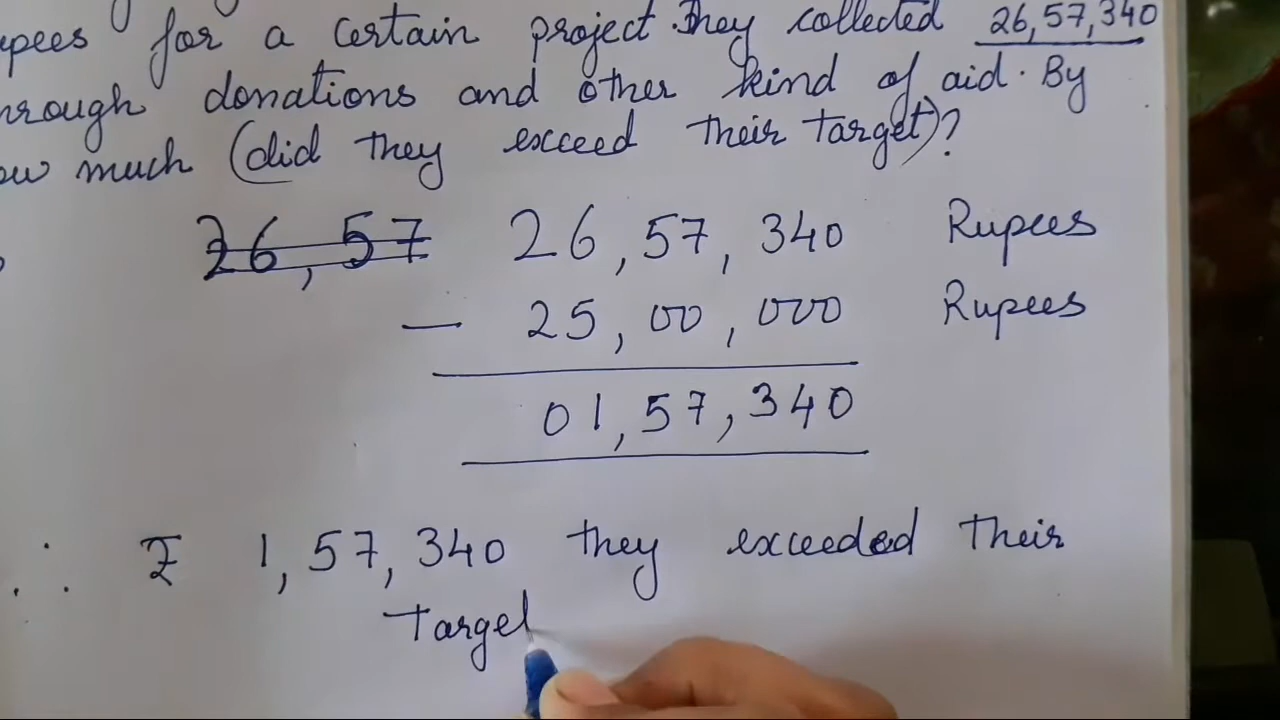 for a certain project. They collected 26,57,340
donations and other kind of aid. By
much (did they exceed their target)?
26,57 26,57,340 Rupees
— 25,00,000 Rupees
01,57,340
∴ ₹ 1,57,340 they exceeded their
Target